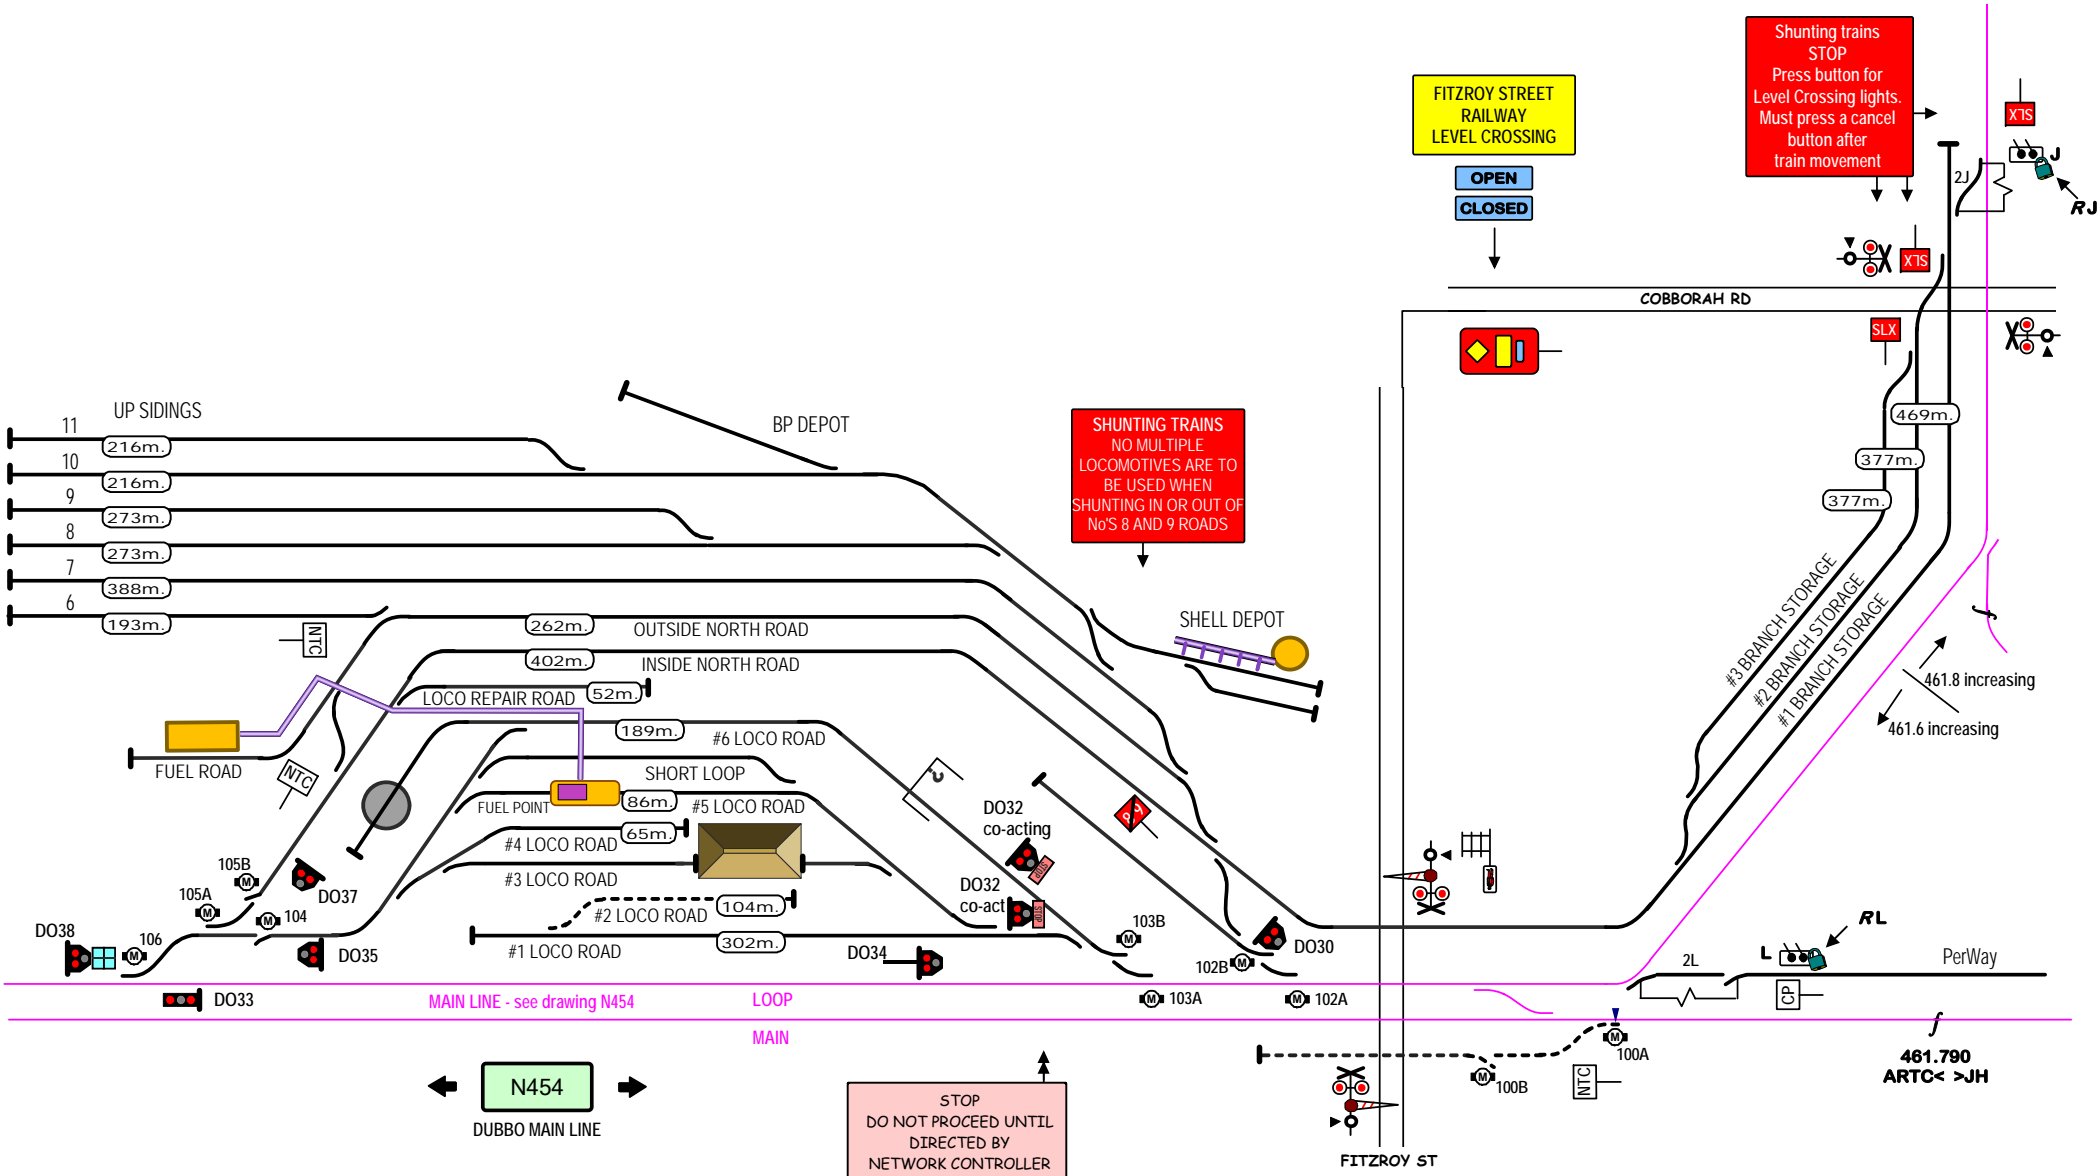 Shunting trains
STOP
Press button for
Level Crossing lights.
Must press a cancel
button after
train movement
FITZROY STREET
RAILWAY
LEVEL CROSSING
OPEN
CLOSED
SLX
J
2J
RJ
SLX
COBBORAH RD
SLX
UP SIDINGS
11
216m.
10
216m.
9
273m.
8
273m.
7
388m.
6
193m.
BP DEPOT
SHUNTING TRAINS
NO MULTIPLE
LOCOMOTIVES ARE TO
BE USED WHEN
SHUNTING IN OR OUT OF
No'S 8 AND 9 ROADS
469m.
377m.
377m.
#3 BRANCH STORAGE
#2 BRANCH STORAGE
#1 BRANCH STORAGE
461.8 increasing
461.6 increasing
SHELL DEPOT
NTC
262m.
OUTSIDE NORTH ROAD
402m.
INSIDE NORTH ROAD
LOCO REPAIR ROAD
52m.
189m.
#6 LOCO ROAD
FUEL ROAD
NTC
SHORT LOOP
FUEL POINT
86m.
#5 LOCO ROAD
65m.
#4 LOCO ROAD
#3 LOCO ROAD
#2 LOCO ROAD
104m.
#1 LOCO ROAD
302m.
DO32
co-acting
STOP
DO32
co-act
STOP
105B
M
105A
M
DO37
104
M
DO38
106
M
DO35
DO34
103B
M
102B
M
DO30
DO33
MAIN LINE - see drawing N454
LOOP
M
103A
M
102A
MAIN
L
RL
2L
PerWay
CP
M
100A
M
100B
NTC
461.790
ARTC< >JH
N454
DUBBO MAIN LINE
STOP
DO NOT PROCEED UNTIL
DIRECTED BY
NETWORK CONTROLLER
FITZROY ST